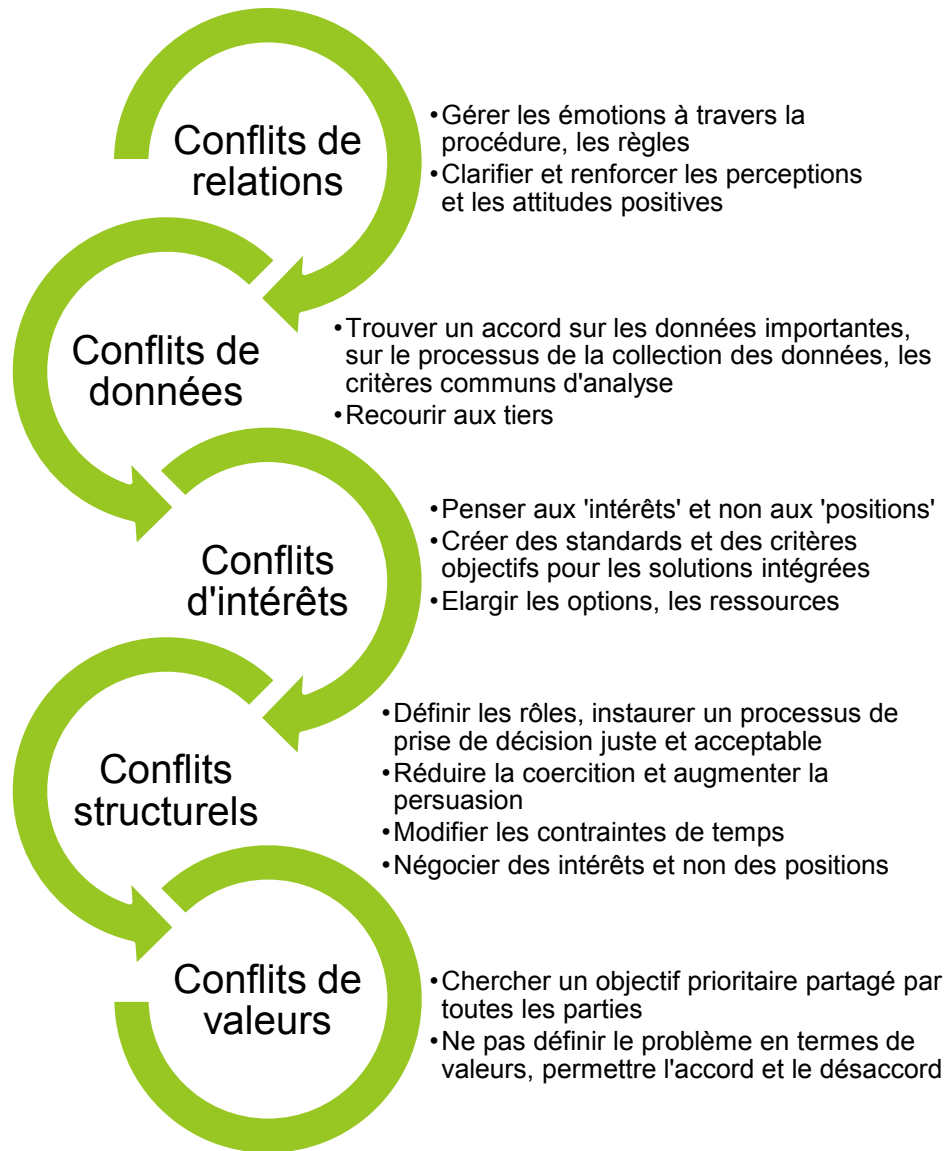 Conflits de
relations
•Gérer les émotions à travers la
procédure, les règles
•Clarifier et renforcer les perceptions
et les attitudes positives
Conflits de
données
•Trouver un accord sur les données importantes,
sur le processus de la collection des données, les
critères communs d'analyse
•Recourir aux tiers
Conflits
d'intérêts
•Penser aux 'intérêts' et non aux 'positions'
•Créer des standards et des critères
objectifs pour les solutions intégrées
•Elargir les options, les ressources
Conflits
structurels
•Définir les rôles, instaurer un processus de
prise de décision juste et acceptable
•Réduire la coercition et augmenter la
persuasion
•Modifier les contraintes de temps
•Négocier des intérêts et non des positions
Conflits de
valeurs
•Chercher un objectif prioritaire partagé par
toutes les parties
•Ne pas définir le problème en termes de
valeurs, permettre l'accord et le désaccord